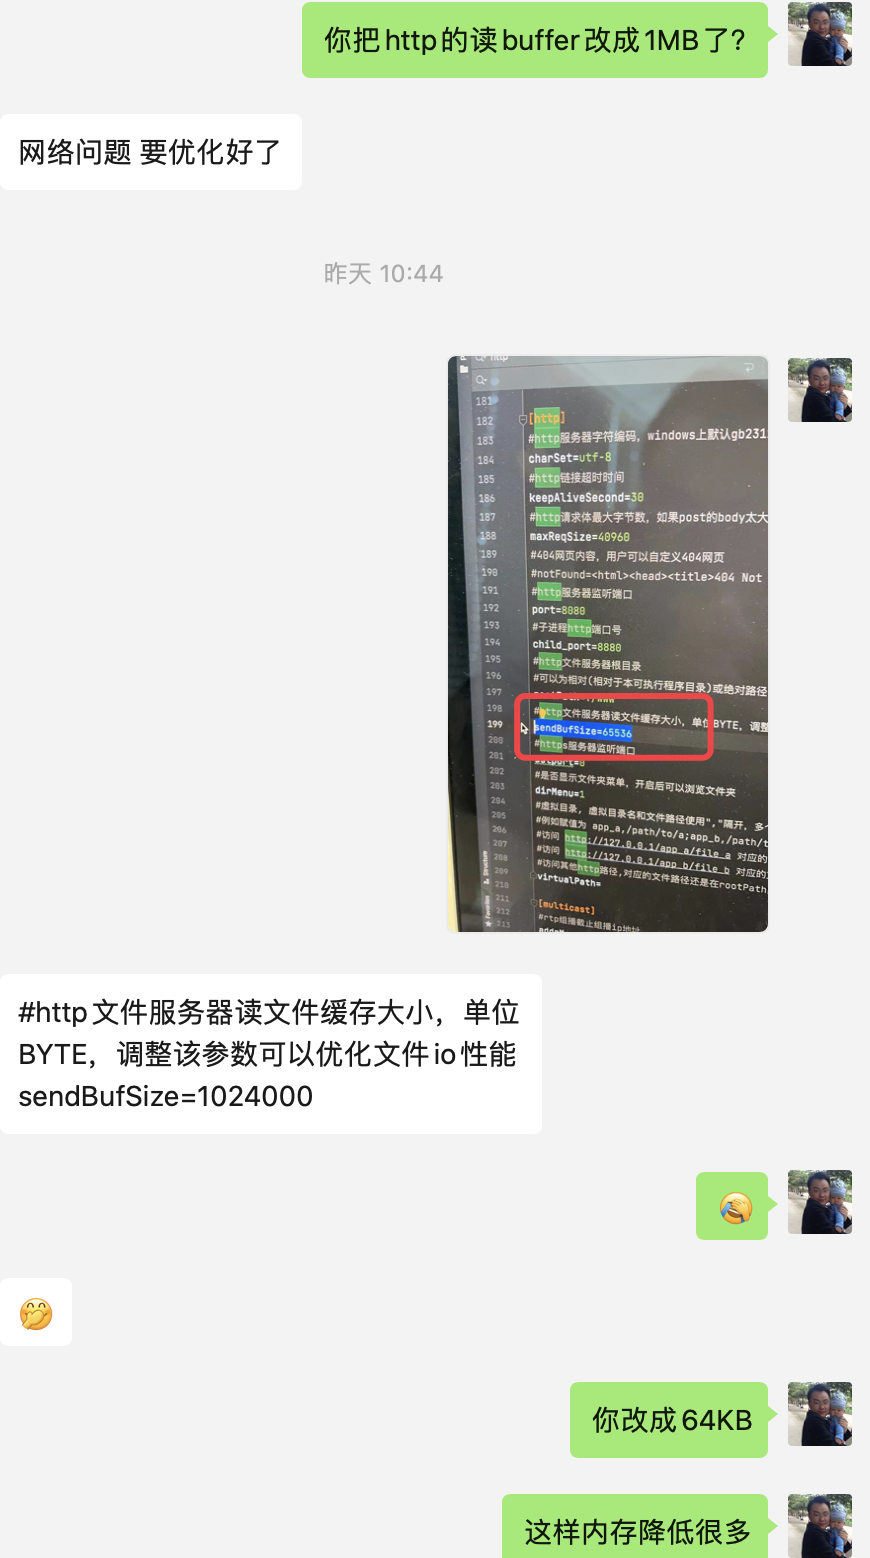 你把http的读buffer改成1MB了?
网络问题 要优化好了
昨天 10:44
http
181
182 [http]
183 #http服务器字符编码，windows上默认gb231
184 charSet=utf-8
185 #http链接超时时间
186 keepAliveSecond=30
187 #http请求体最大字节数，如果post的body太大
188 maxReqSize=40960
189 #404网页内容，用户可以自定义404网页
190 #notFound=<html><head><title>404 Not
191 #http服务器监听端口
192 port=8080
193 #子进程http端口号
194 child_port=8880
195 #http文件服务器根目录
196 #可以为相对(相对于本可执行程序目录)或绝对路径
197
198 #http文件服务器读文件缓存大小，单位BYTE，调整
199 sendBufSize=65536
200 #https服务器监听端口
201
202 #是否显示文件夹菜单，开启后可以浏览文件夹
203 dirMenu=1
204 #虚拟目录，虚拟目录名和文件路径使用","隔开，多个
205 #例如赋值为 app_a,/path/to/a;app_b,/path/t
206 #访问 http://127.0.0.1/app_a/file_a 对应的
207 #访问 http://127.0.0.1/app_b/file_b 对应的
208 #访问其他http路径,对应的文件路径还是在rootPath
209 virtualPath=
210
211 [multicast]
212 #rtp组播截止组播ip地址
213
#http文件服务器读文件缓存大小，单位
BYTE，调整该参数可以优化文件io性能
sendBufSize=1024000
你改成64KB
这样内存降低很多